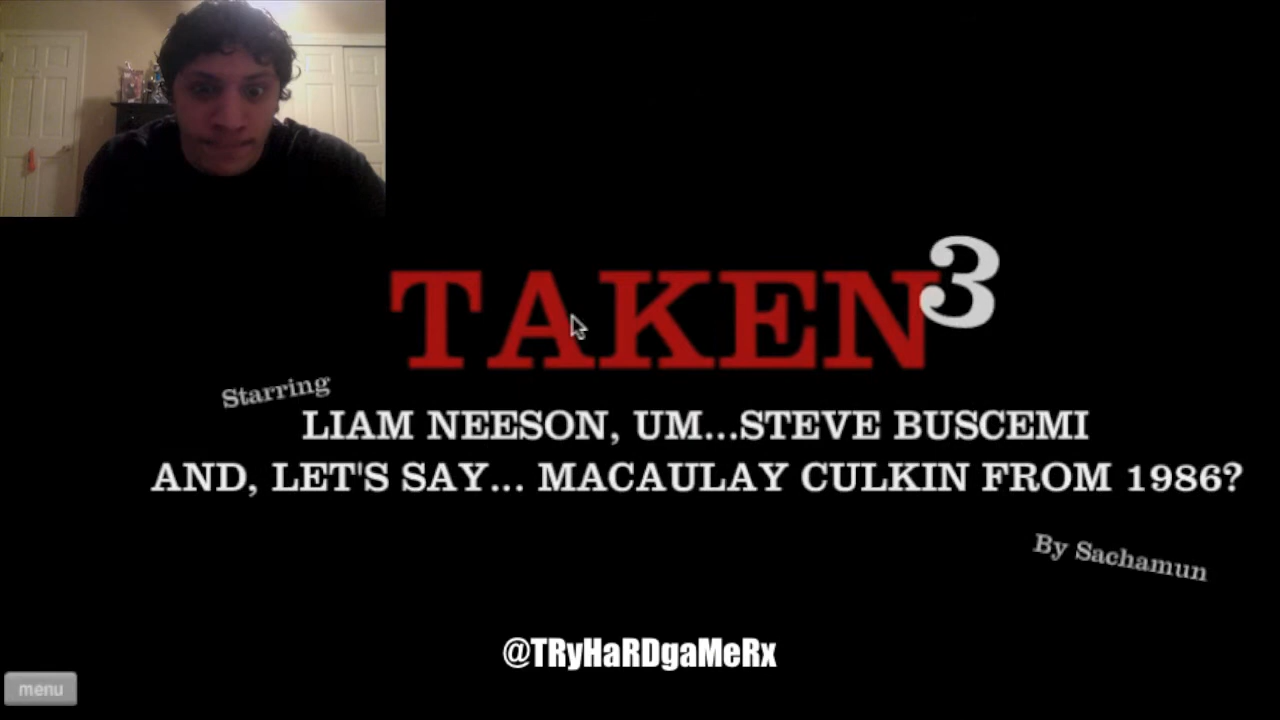 TAKEN3
Starring
LIAM NEESON, UM...STEVE BUSCEMI
AND, LET'S SAY... MACAULAY CULKIN FROM 1986?
By Sachamun
@TRyHaRDgaMeRx
menu